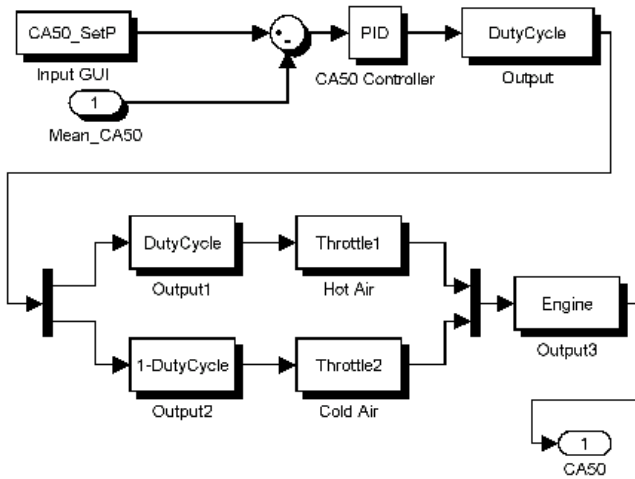 CA50_SetP
Input GUI
1
Mean_CA50
+
-
PID
CA50 Controller
DutyCycle
Output
DutyCycle
Output1
Throttle1
Hot Air
1-DutyCycle
Output2
Throttle2
Cold Air
Engine
Output3
1
CA50